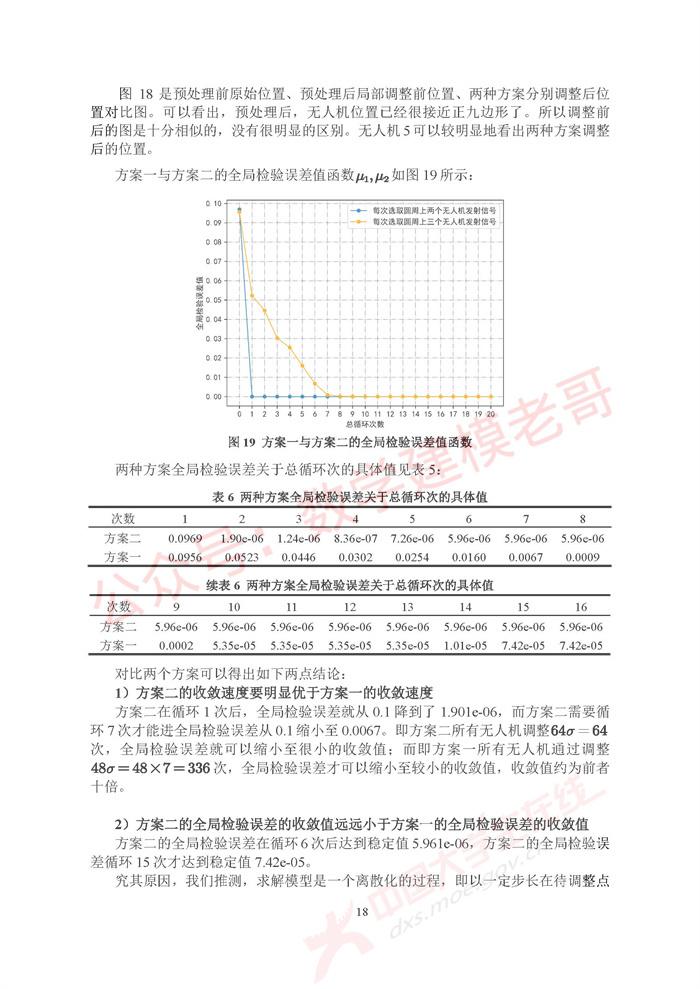 图 18 是预处理前原始位置、预处理后局部调整前位置、两种方案分别调整后位
置对比图。可以看出，预处理后，无人机位置已经很接近正九边形了。所以调整前
后的图是十分相似的，没有很明显的区别。无人机 5 可以较明显地看出两种方案调整
后的位置。
方案一与方案二的全局检验误差值函数μ₁,μ₂如图 19 所示：
每次选取圆周上两个无人机发射信号
每次选取圆周上三个无人机发射信号
全局检验误差值
0.10
0.09
0.08
0.07
0.06
0.05
0.04
0.03
0.02
0.01
0.00
0 1 2 3 4 5 6 7 8 9 10 11 12 13 14 15 16 17 18 19 20
总循环次数
图 19 方案一与方案二的全局检验误差值函数
两种方案全局检验误差关于总循环次的具体值见表 5：
表 6 两种方案全局检验误差关于总循环次的具体值
次数 1 2 3 4 5 6 7 8
方案二 0.0969 1.90e-06 1.24e-06 8.36e-07 7.26e-06 5.96e-06 5.96e-06 5.96e-06
方案一 0.0956 0.0523 0.0446 0.0302 0.0254 0.0160 0.0067 0.0009
续表 6 两种方案全局检验误差关于总循环次的具体值
次数 9 10 11 12 13 14 15 16
方案二 5.96e-06 5.96e-06 5.96e-06 5.96e-06 5.96e-06 5.96e-06 5.96e-06 5.96e-06
方案一 0.0002 5.35e-05 5.35e-05 5.35e-05 5.35e-05 1.01e-05 7.42e-05 7.42e-05
对比两个方案可以得出如下两点结论：
1）方案二的收敛速度要明显优于方案一的收敛速度
方案二在循环 1 次后，全局检验误差就从 0.1 降到了 1.901e-06，而方案二需要循
环 7 次才能进全局检验误差从 0.1 缩小至 0.0067。即方案二所有无人机调整64σ = 64
次，全局检验误差就可以缩小至很小的收敛值；而即方案一所有无人机通过调整
48σ = 48 × 7 = 336 次，全局检验误差才可以缩小至较小的收敛值，收敛值约为前者
十倍。
2）方案二的全局检验误差的收敛值远远小于方案一的全局检验误差的收敛值
方案二的全局检验误差在循环 6 次后达到稳定值 5.961e-06，方案二的全局检验误
差循环 15 次才达到稳定值 7.42e-05。
究其原因，我们推测，求解模型是一个离散化的过程，即以一定步长在待调整点
18
公众号：数学建模老哥
中国大学生在线
dxs.moe.gov.cn